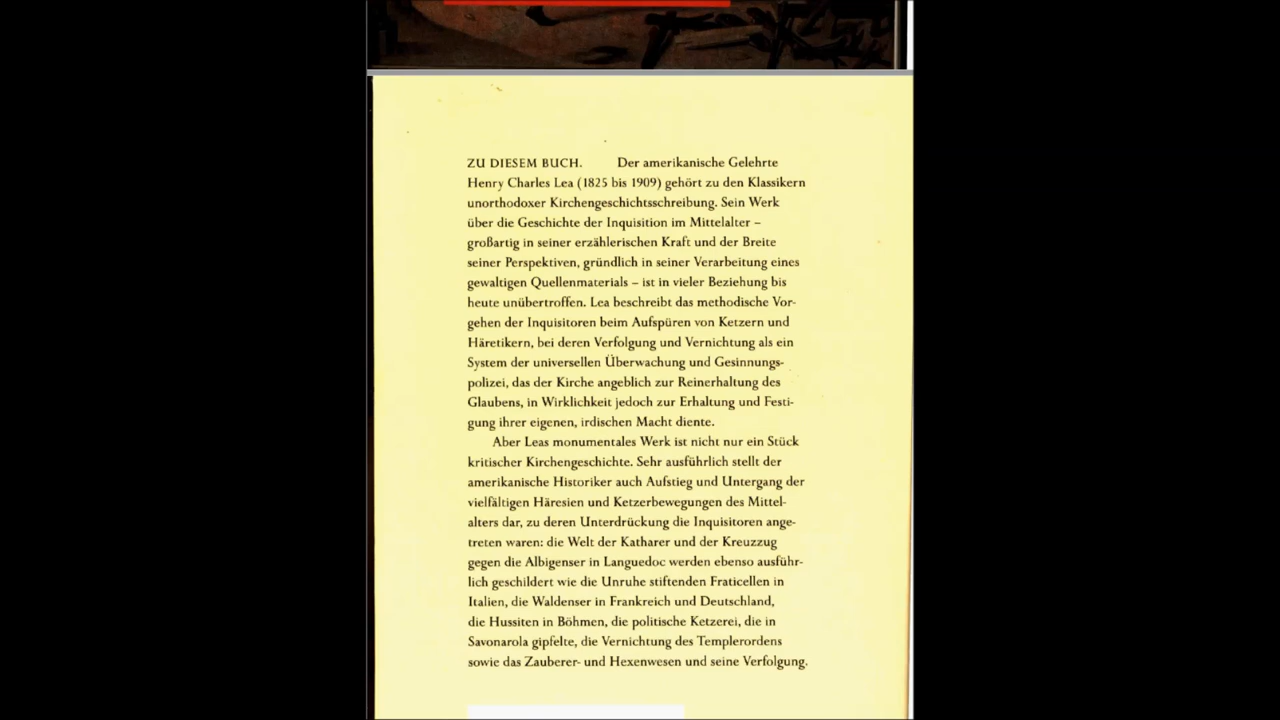 ZU DIESEM BUCH. Der amerikanische Gelehrte
Henry Charles Lea (1825 bis 1909) gehört zu den Klassikern
unorthodoxer Kirchengeschichtsschreibung. Sein Werk
über die Geschichte der Inquisition im Mittelalter –
großartig in seiner erzählerischen Kraft und der Breite
seiner Perspektiven, gründlich in seiner Verarbeitung eines
gewaltigen Quellenmaterials – ist in vieler Beziehung bis
heute unübertroffen. Lea beschreibt das methodische Vor-
gehen der Inquisitoren beim Aufspüren von Ketzern und
Häretikern, bei deren Verfolgung und Vernichtung als ein
System der universellen Überwachung und Gesinnungs-
polizei, das der Kirche angeblich zur Reinerhaltung des
Glaubens, in Wirklichkeit jedoch zur Erhaltung und Festi-
gung ihrer eigenen, irdischen Macht diente.
Aber Leas monumentales Werk ist nicht nur ein Stück
kritischer Kirchengeschichte. Sehr ausführlich stellt der
amerikanische Historiker auch Aufstieg und Untergang der
vielfältigen Häresien und Ketzerbewegungen des Mittel-
alters dar, zu deren Unterdrückung die Inquisitoren ange-
treten waren: die Welt der Katharer und der Kreuzzug
gegen die Albigenser in Languedoc werden ebenso ausführ-
lich geschildert wie die Unruhe stiftenden Fraticellen in
Italien, die Waldenser in Frankreich und Deutschland,
die Hussiten in Böhmen, die politische Ketzerei, die in
Savonarola gipfelte, die Vernichtung des Templerordens
sowie das Zauberer- und Hexenwesen und seine Verfolgung.